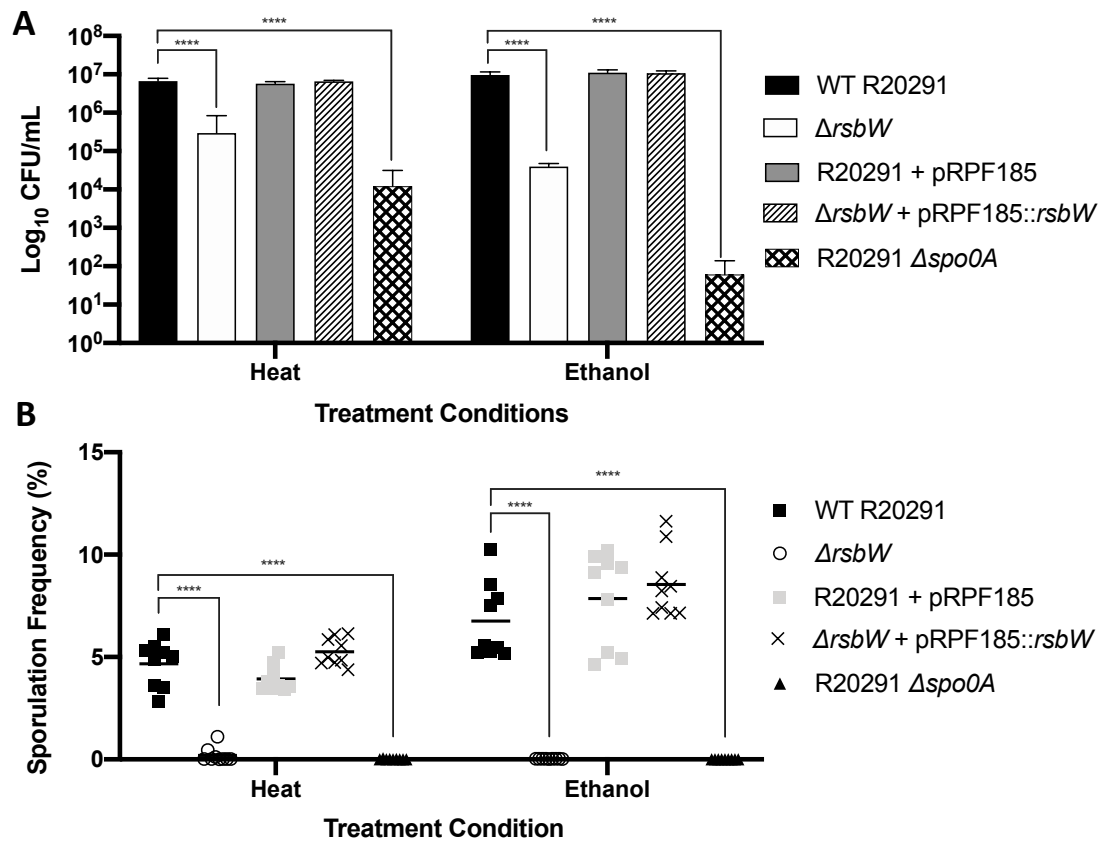 A
Log₁₀ CFU/mL
10⁸
10⁷
10⁶
10⁵
10⁴
10³
10²
10¹
10⁰
****
****
****
****
Heat
Ethanol
Treatment Conditions
WT R20291
ΔrsbW
R20291 + pRPF185
ΔrsbW + pRPF185::rsbW
R20291 Δspo0A
B
Sporulation Frequency (%)
15
10
5
0
****
****
****
****
Heat
Ethanol
Treatment Condition
WT R20291
ΔrsbW
R20291 + pRPF185
ΔrsbW + pRPF185::rsbW
R20291 Δspo0A